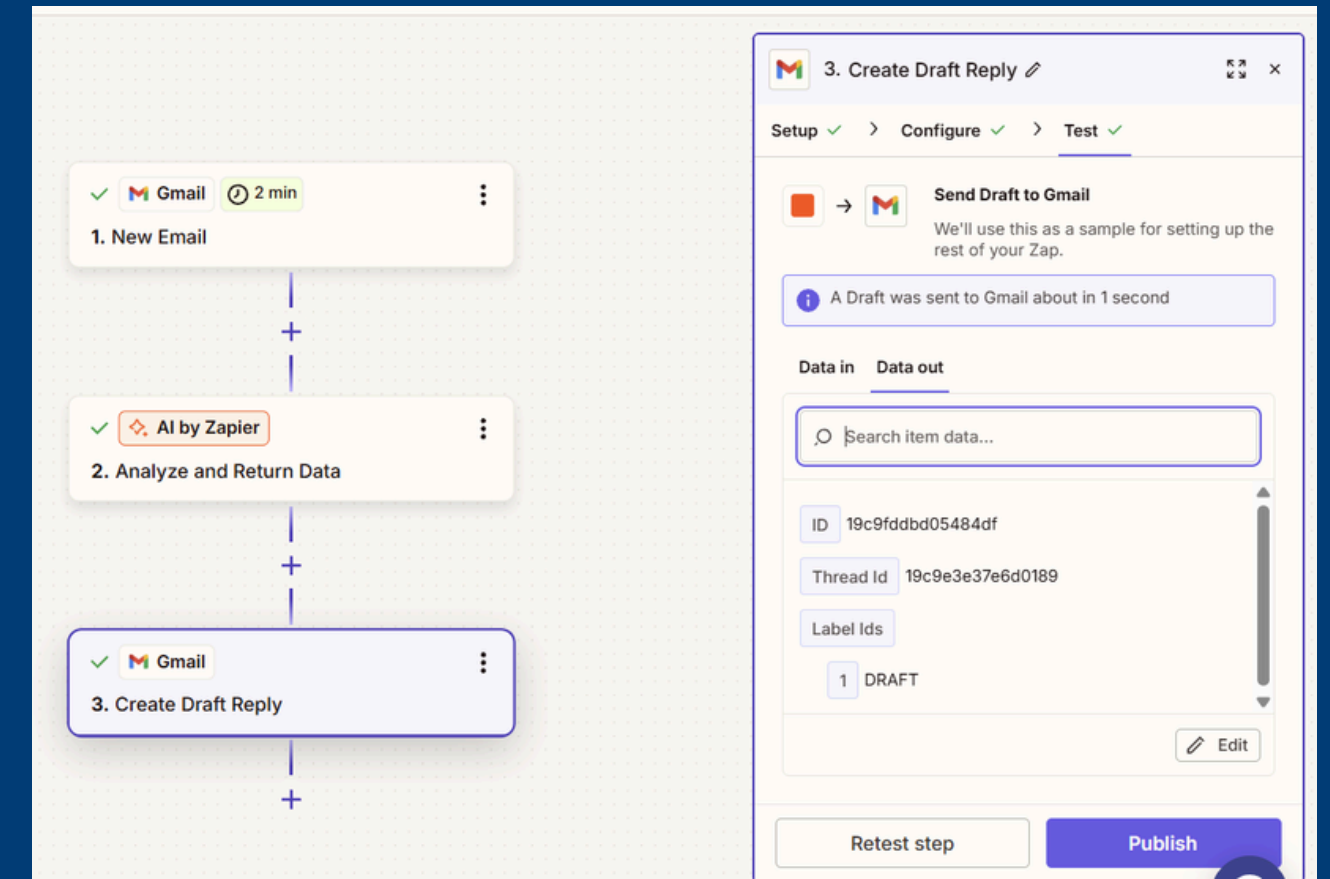 Gmail 2 min
1. New Email
AI by Zapier
2. Analyze and Return Data
Gmail
3. Create Draft Reply
3. Create Draft Reply
Setup > Configure > Test
Send Draft to Gmail
We'll use this as a sample for setting up the
rest of your Zap.
A Draft was sent to Gmail about in 1 second
Data in Data out
Search item data...
ID 19c9fddbd05484df
Thread Id 19c9e3e37e6d0189
Label Ids
1 DRAFT
Edit
Retest step Publish